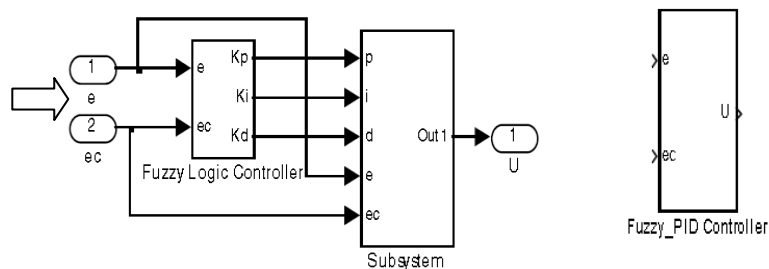 1
e
2
ec
e
ec
Kp
Ki
Kd
Fuzzy Logic Controller
p
i
d
e
ec
Out1
Subsystem
1
U
e
ec
U
Fuzzy_PID Controller